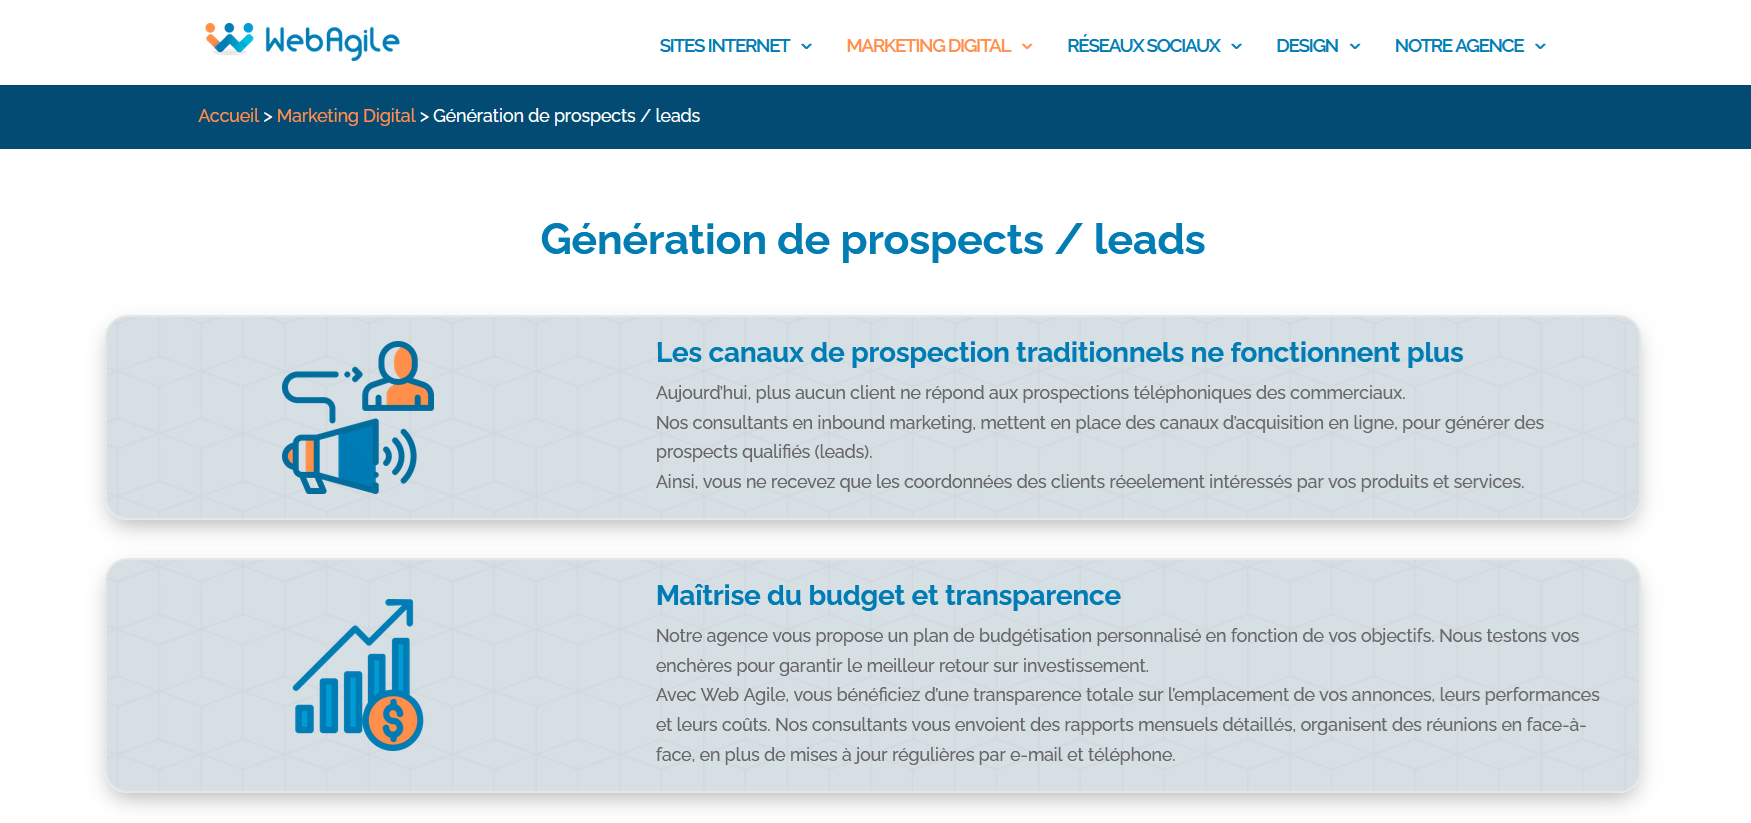 WebAgile
SITES INTERNET
MARKETING DIGITAL
RÉSEAUX SOCIAUX
DESIGN
NOTRE AGENCE
Accueil > Marketing Digital > Génération de prospects / leads
Génération de prospects / leads
Les canaux de prospection traditionnels ne fonctionnent plus
Aujourd'hui, plus aucun client ne répond aux prospections téléphoniques des commerciaux.
Nos consultants en inbound marketing, mettent en place des canaux d'acquisition en ligne, pour générer des
prospects qualifiés (leads).
Ainsi, vous ne recevez que les coordonnées des clients réeelement intéressés par vos produits et services.
Maîtrise du budget et transparence
Notre agence vous propose un plan de budgétisation personnalisé en fonction de vos objectifs. Nous testons vos
enchères pour garantir le meilleur retour sur investissement.
Avec Web Agile, vous bénéficiez d'une transparence totale sur l'emplacement de vos annonces, leurs performances
et leurs coûts. Nos consultants vous envoient des rapports mensuels détaillés, organisent des réunions en face-à-
face, en plus de mises à jour régulières par e-mail et téléphone.
$